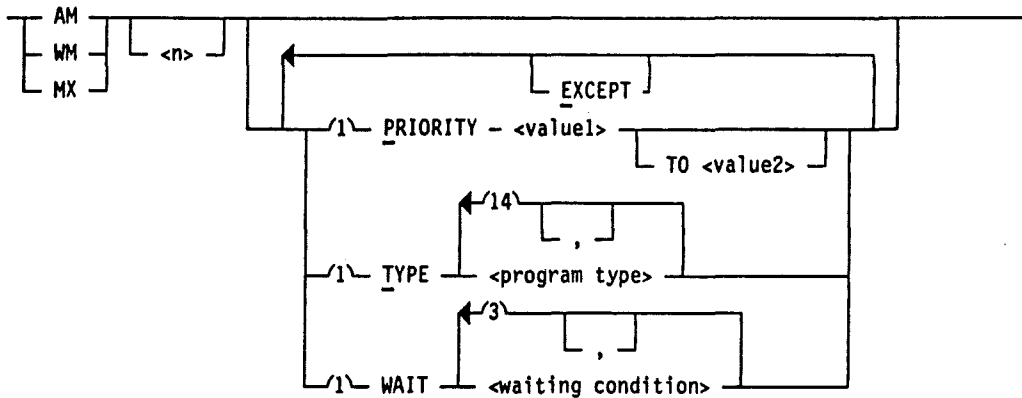 AM
WM
MX
<n>
EXCEPT
/1\ PRIORITY - <value1>
TO <value2>
/14\
,
/1\ TYPE <program type>
/3\
,
/1\ WAIT <waiting condition>